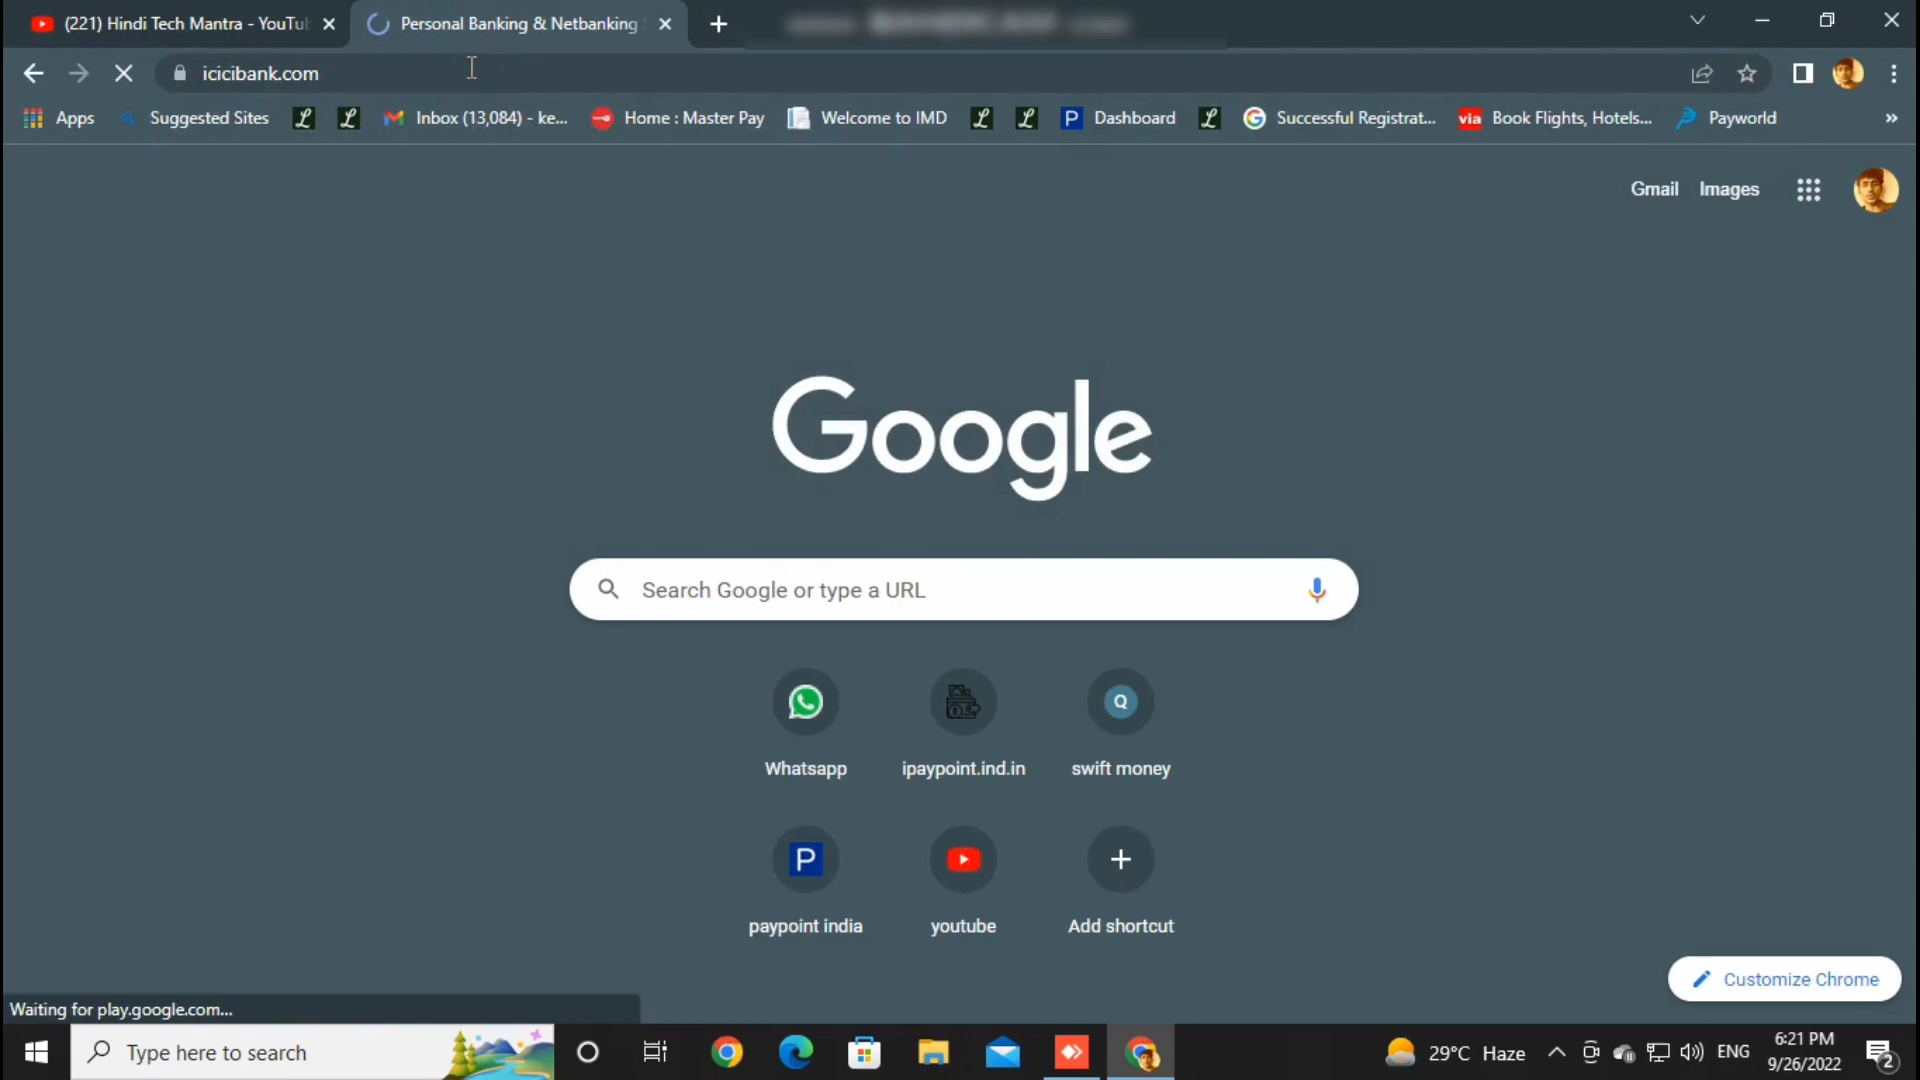 (221) Hindi Tech Mantra - YouTu
Personal Banking & Netbanking
icicibank.com
Apps
Suggested Sites
Inbox (13,084) - ke...
Home : Master Pay
Welcome to IMD
P
Dashboard
Successful Registrat...
via
Book Flights, Hotels...
Payworld
»
Gmail
Images
Google
Search Google or type a URL
Q
Whatsapp
ipaypoint.ind.in
swift money
P
paypoint india
youtube
Add shortcut
Customize Chrome
Waiting for play.google.com...
Type here to search
29°C Haze
ENG
6:21 PM
9/26/2022
2